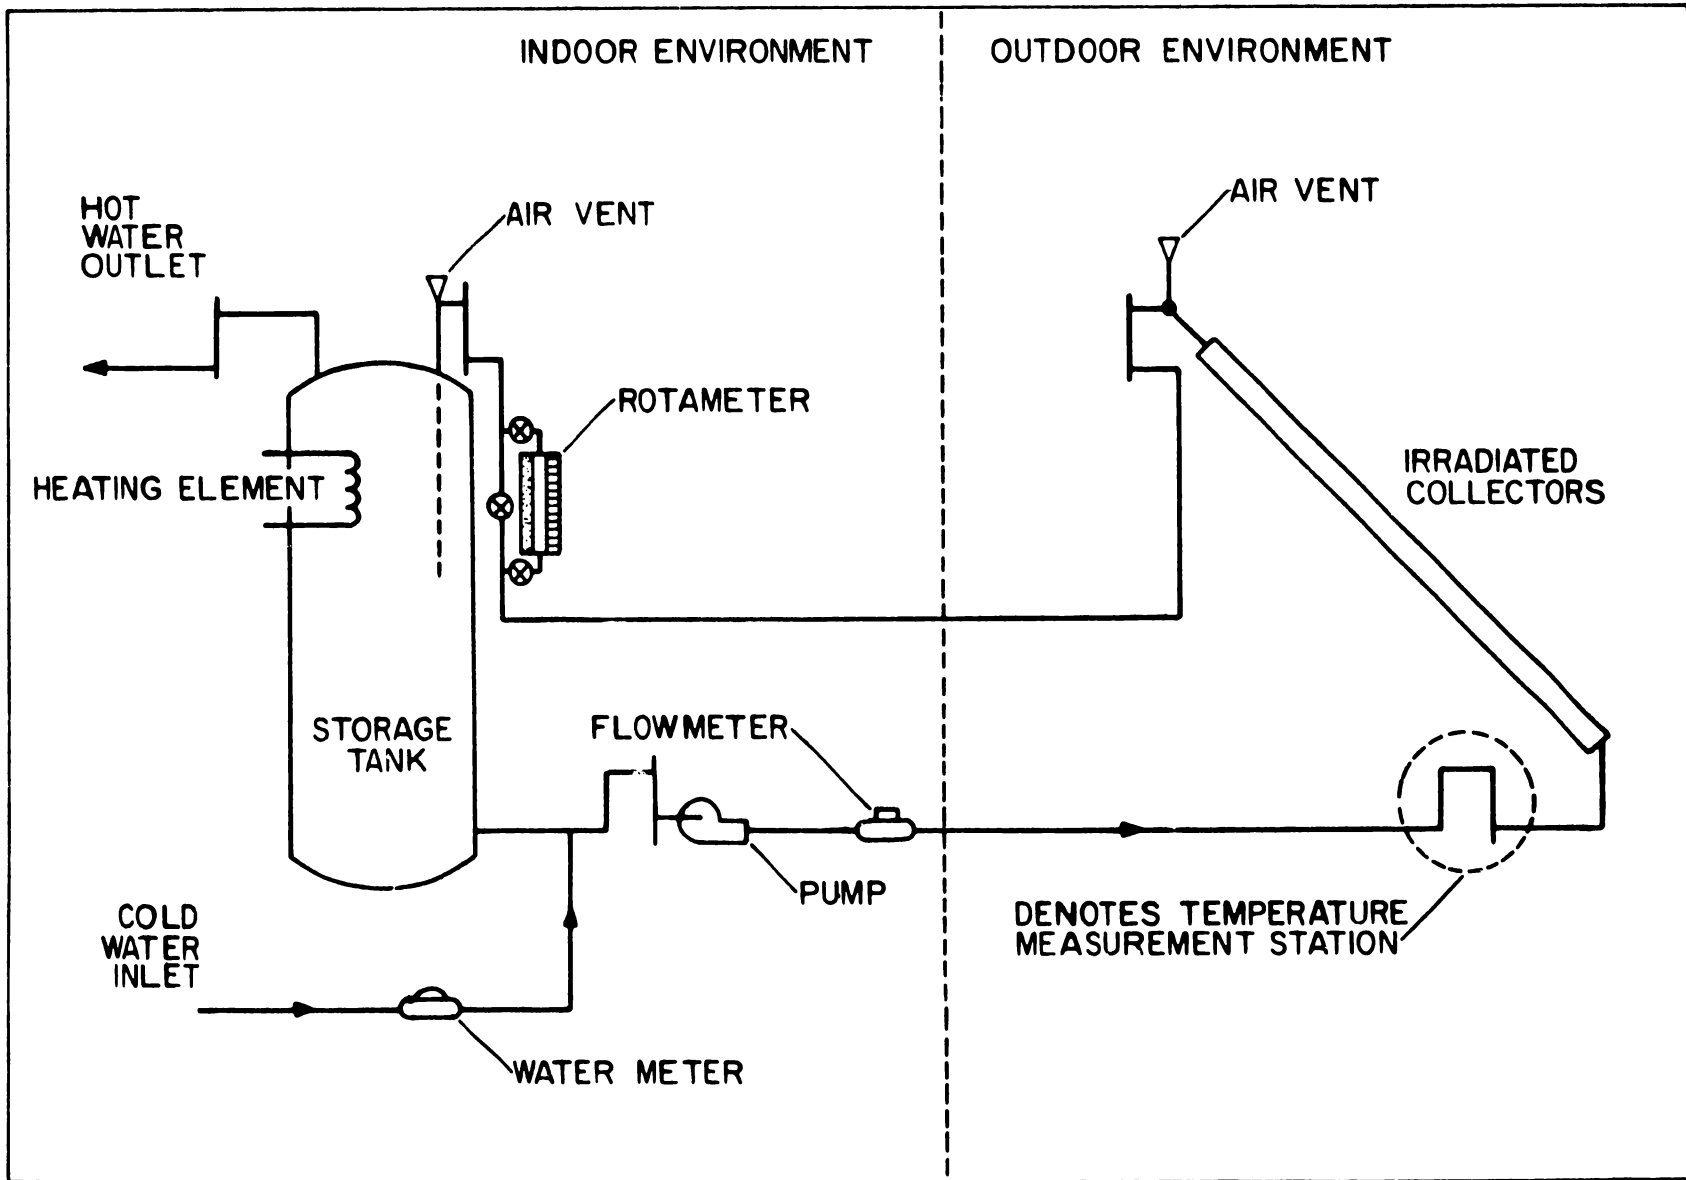 INDOOR ENVIRONMENT
OUTDOOR ENVIRONMENT
HOT
WATER
OUTLET
AIR VENT
AIR VENT
ROTAMETER
HEATING ELEMENT
IRRADIATED
COLLECTORS
STORAGE
TANK
FLOWMETER
PUMP
DENOTES TEMPERATURE
MEASUREMENT STATION
COLD
WATER
INLET
WATER METER